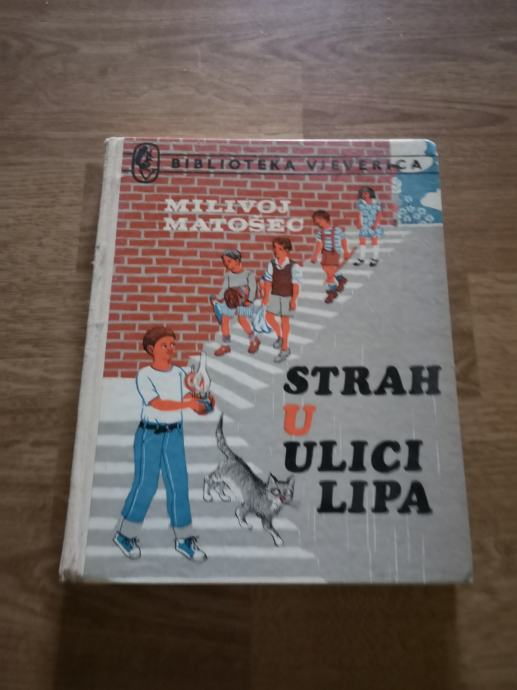 BIBLIOTEKA VJEVERICA
MILIVOJ
MATOŠEC
STRAH
U
ULICI
LIPA